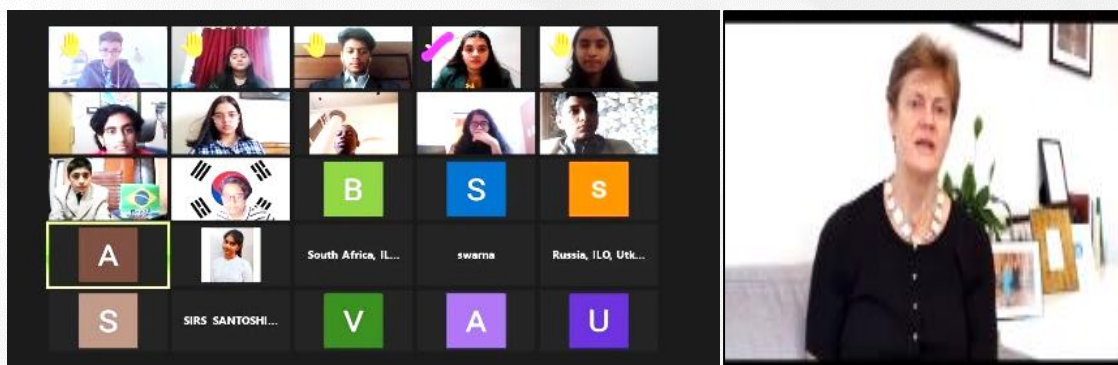 B
S
s
A
South Africa, IL...
swarna
Russia, ILO, Utk...
S
SIRS SANTOSHI...
V
A
U